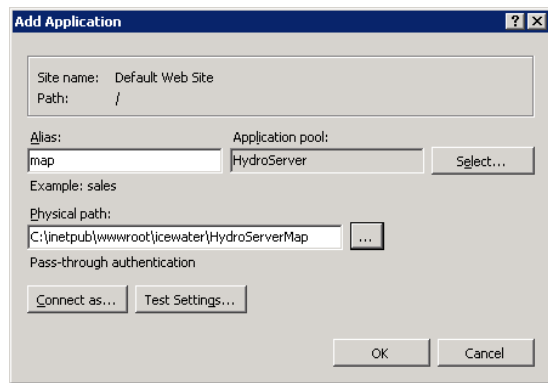 Add Application
Site name: Default Web Site
Path: /
Alias: Application pool:
map HydroServer Select...
Example: sales
Physical path:
C:\inetpub\wwwroot\icewater\HydroServerMap ...
Pass-through authentication
Connect as... Test Settings...
OK Cancel